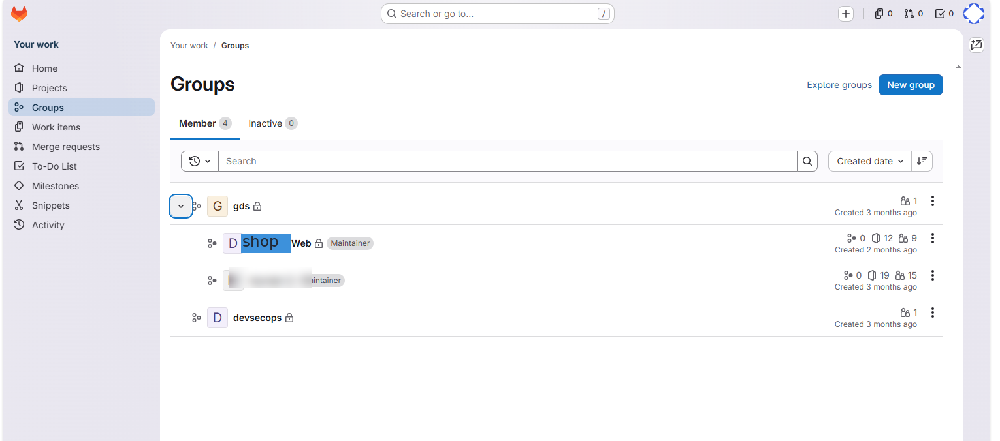 Search or go to...
/
0
0
0
Your work
Home
Projects
Groups
Work items
Merge requests
To-Do List
Milestones
Snippets
Activity
Your work / Groups
Groups
Explore groups
New group
Member 4
Inactive 0
Search
Created date
G gds
1
Created 3 months ago
D shop Web Maintainer
0 12 9
Created 2 months ago
0 19 15
Created 3 months ago
D devsecops
1
Created 3 months ago